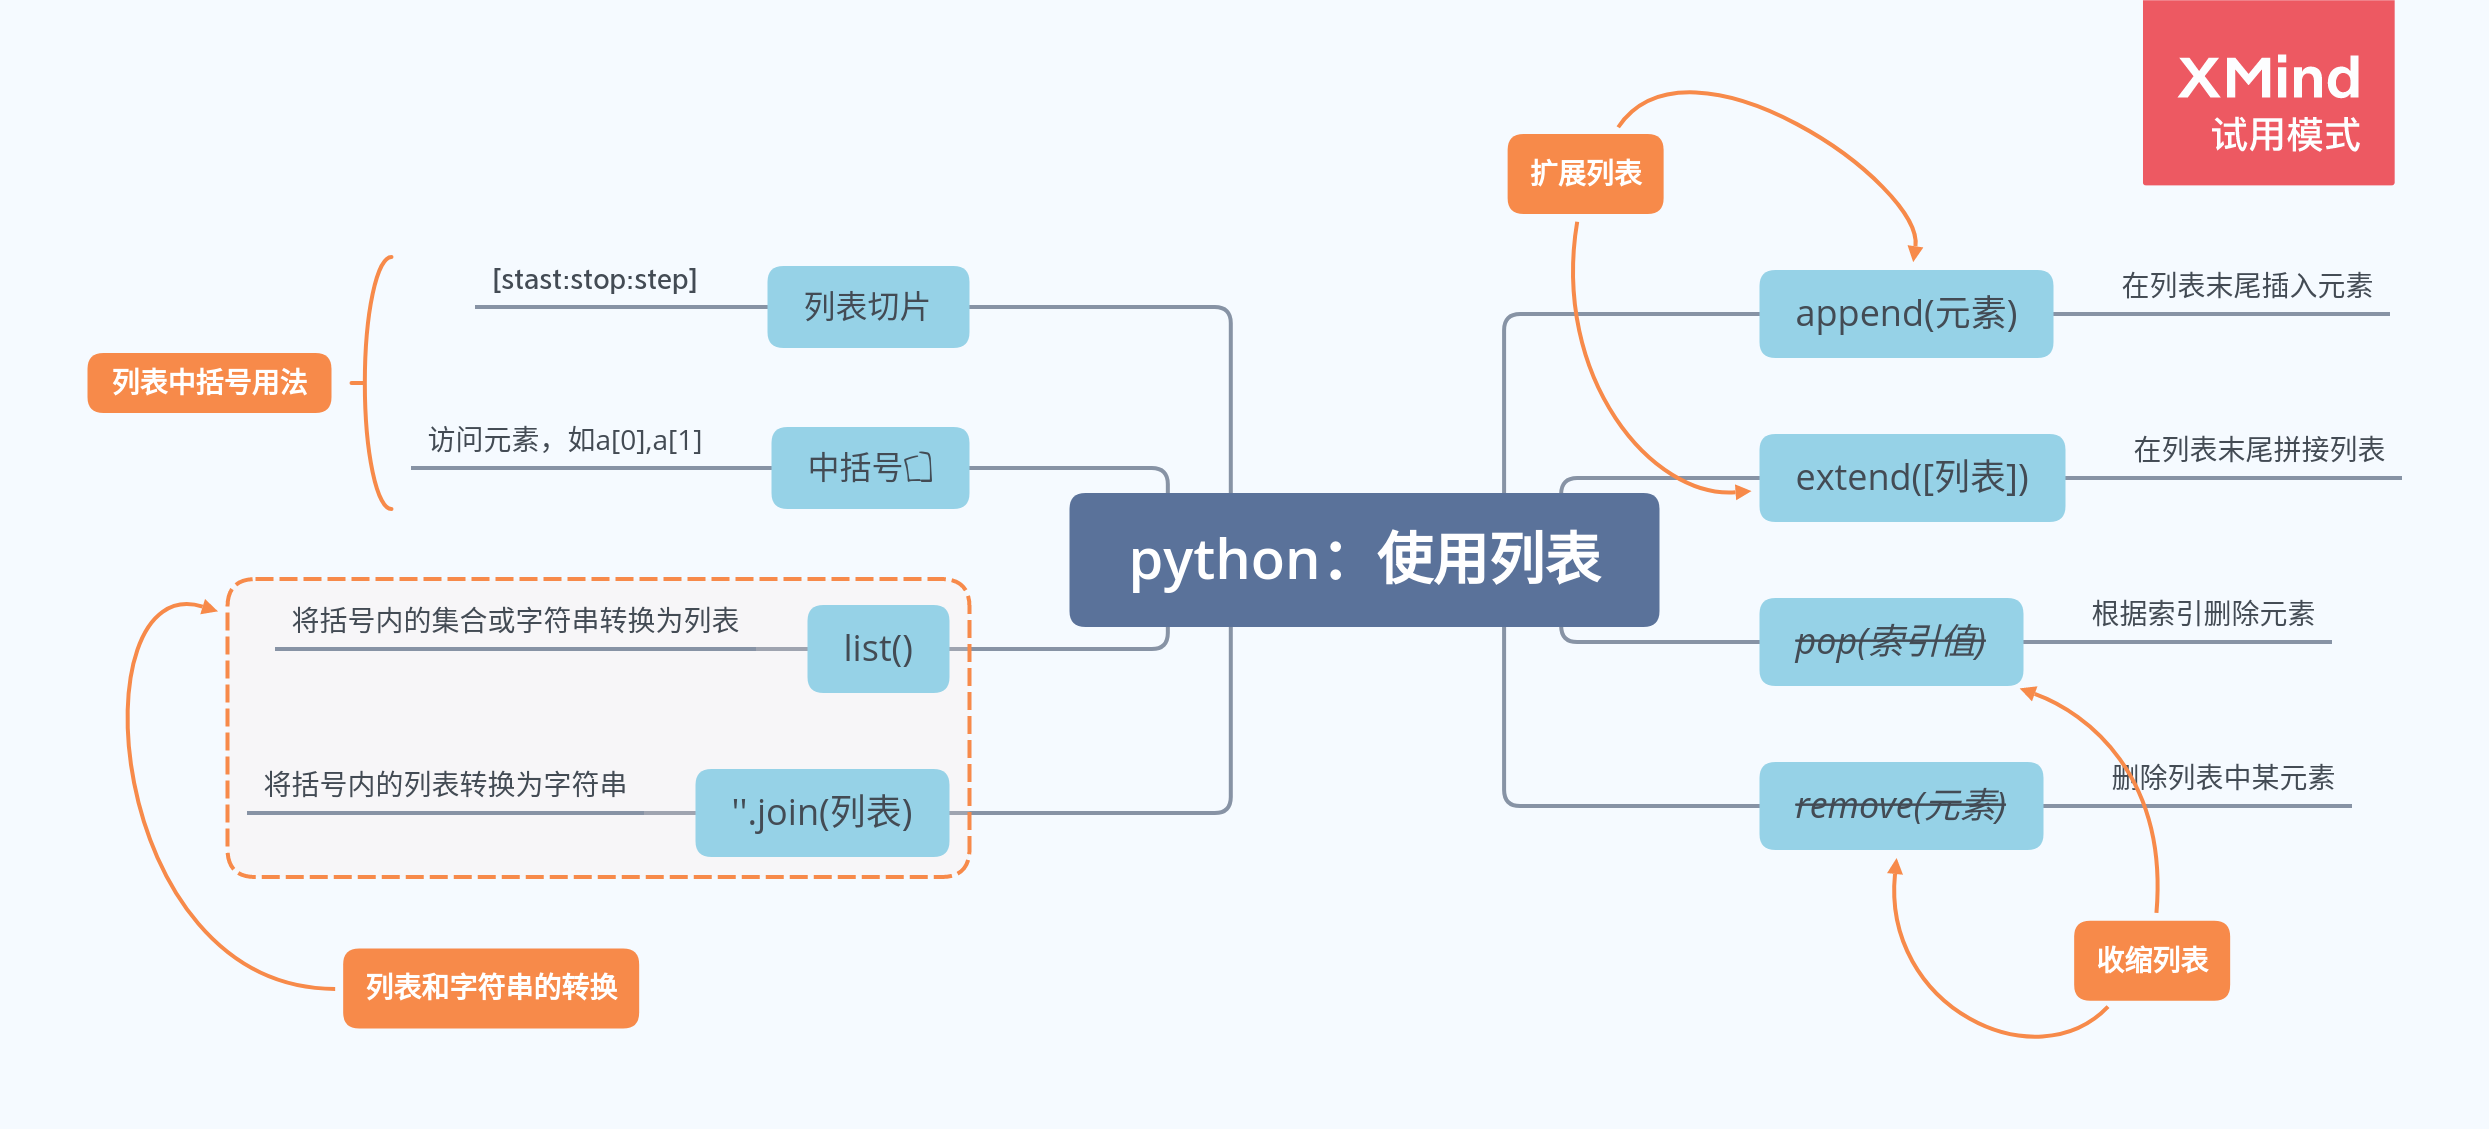 XMind
试用模式
扩展列表
[stast:stop:step]
列表切片
append(元素)
在列表末尾插入元素
列表中括号用法
访问元素，如a[0],a[1]
中括号[]
extend([列表])
在列表末尾拼接列表
python：使用列表
将括号内的集合或字符串转换为列表
list()
pop(索引值)
根据索引删除元素
将括号内的列表转换为字符串
''.join(列表)
remove(元素)
删除列表中某元素
收缩列表
列表和字符串的转换